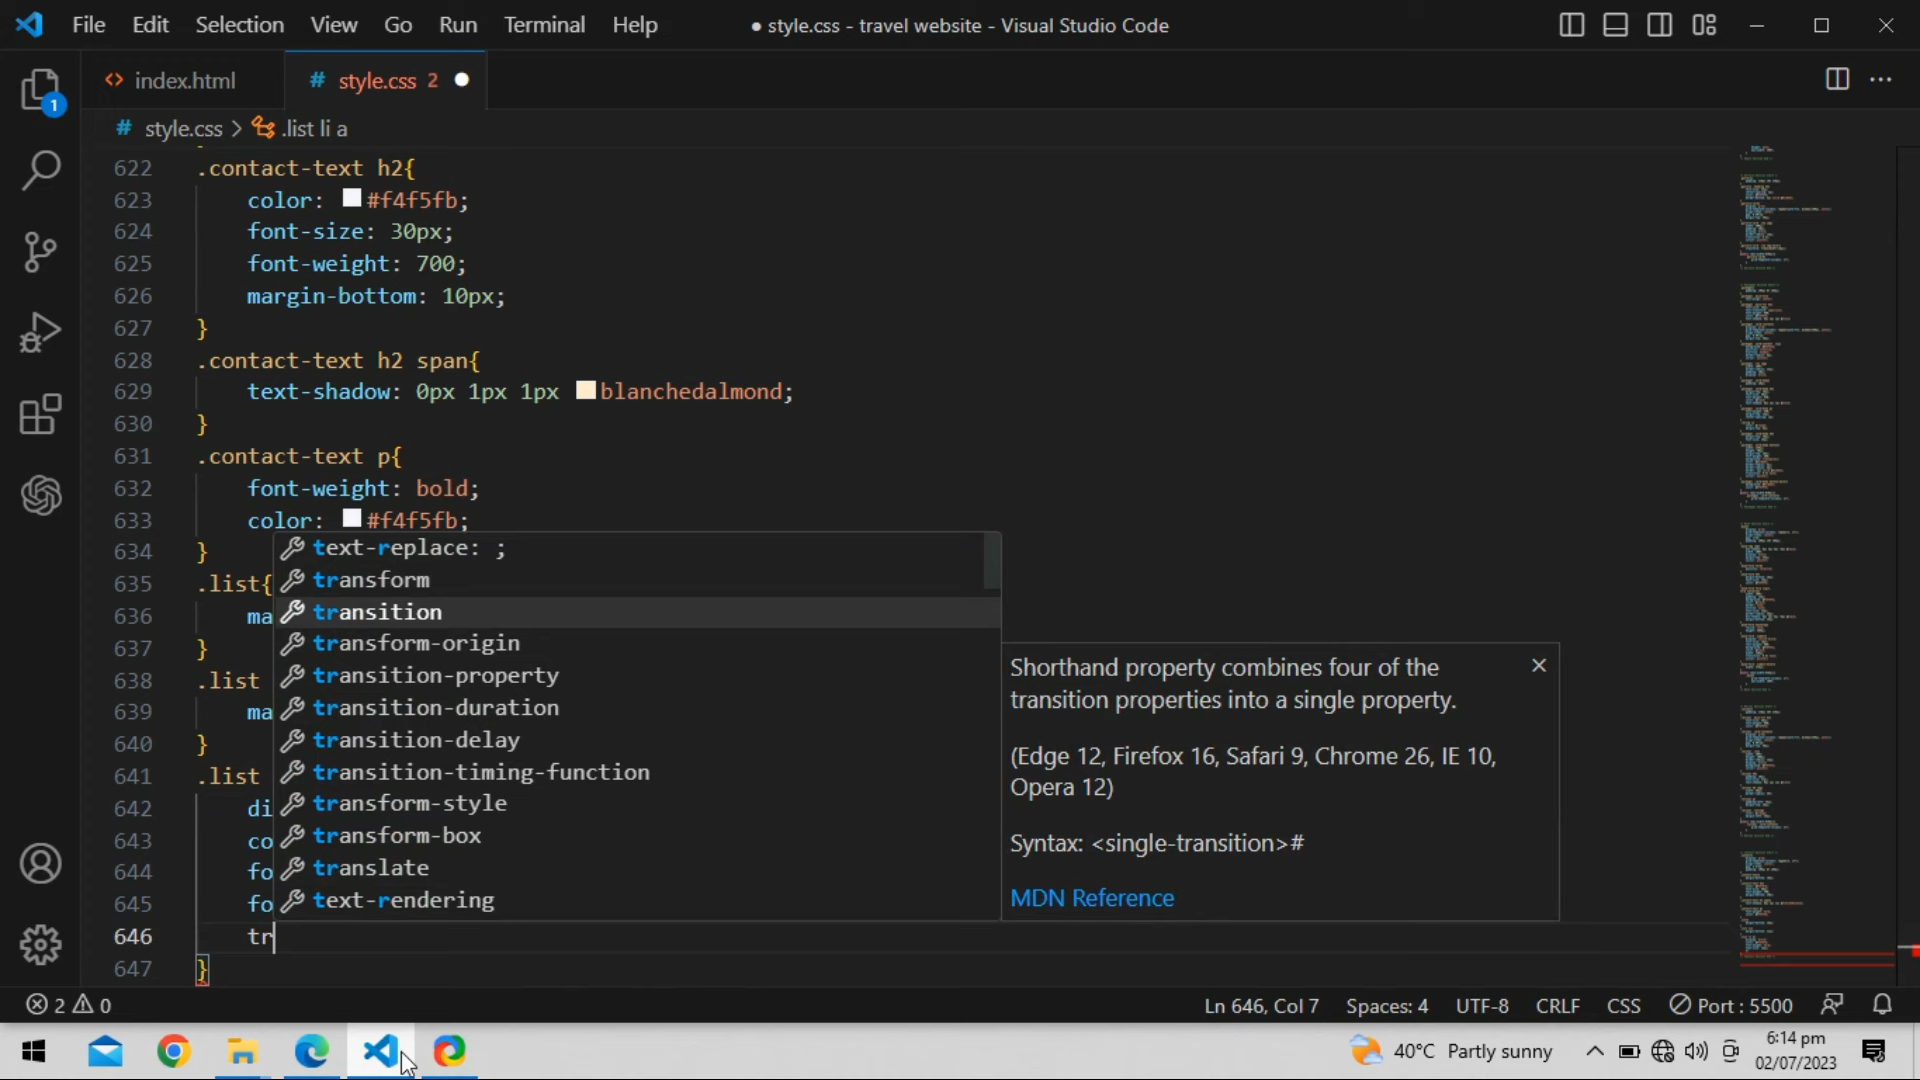 File Edit Selection View Go Run Terminal Help ● style.css - travel website - Visual Studio Code
index.html # style.css 2
# style.css > .list li a
622 .contact-text h2{
623 color: #f4f5fb;
624 font-size: 30px;
625 font-weight: 700;
626 margin-bottom: 10px;
627 }
628 .contact-text h2 span{
629 text-shadow: 0px 1px 1px blanchedalmond;
630 }
631 .contact-text p{
632 font-weight: bold;
633 color: #f4f5fb;
634 }
635 .list{
636 ma
637 }
638 .list
639 ma
640 }
641 .list
642 di
643 co
644 fo
645 fo
646 tr
647 }
text-replace: ;
transform
transition
transform-origin
transition-property
transition-duration
transition-delay
transition-timing-function
transform-style
transform-box
translate
text-rendering
Shorthand property combines four of the
transition properties into a single property.
(Edge 12, Firefox 16, Safari 9, Chrome 26, IE 10,
Opera 12)
Syntax: <single-transition>#
MDN Reference
1
2 0 Ln 646, Col 7 Spaces: 4 UTF-8 CRLF CSS Port : 5500
40°C Partly sunny
6:14 pm
02/07/2023